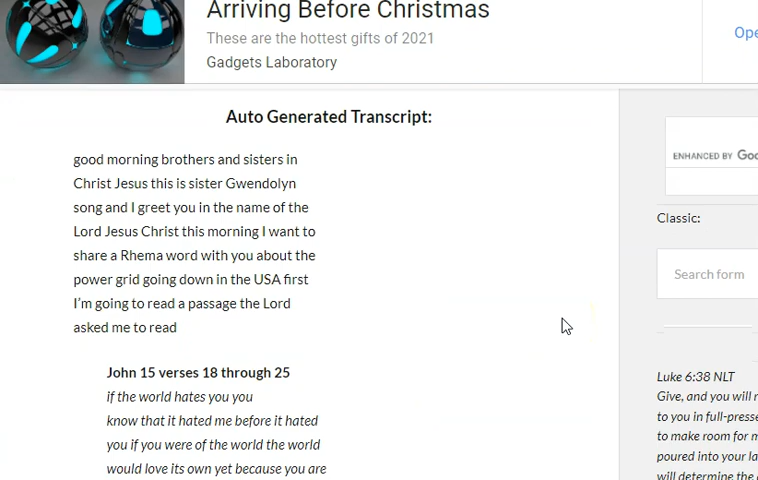 Arriving Before Christmas
These are the hottest gifts of 2021
Gadgets Laboratory
Auto Generated Transcript:
good morning brothers and sisters in
Christ Jesus this is sister Gwendolyn
song and I greet you in the name of the
Lord Jesus Christ this morning I want to
share a Rhema word with you about the
power grid going down in the USA first
I'm going to read a passage the Lord
asked me to read
John 15 verses 18 through 25
if the world hates you you
know that it hated me before it hated
you if you were of the world the world
would love its own yet because you are
Ope
ENHANCED BY Goo
Classic:
Search form
Luke 6:38 NLT
Give, and you will r
to you in full-presse
to make room for m
poured into your la
will determine the a